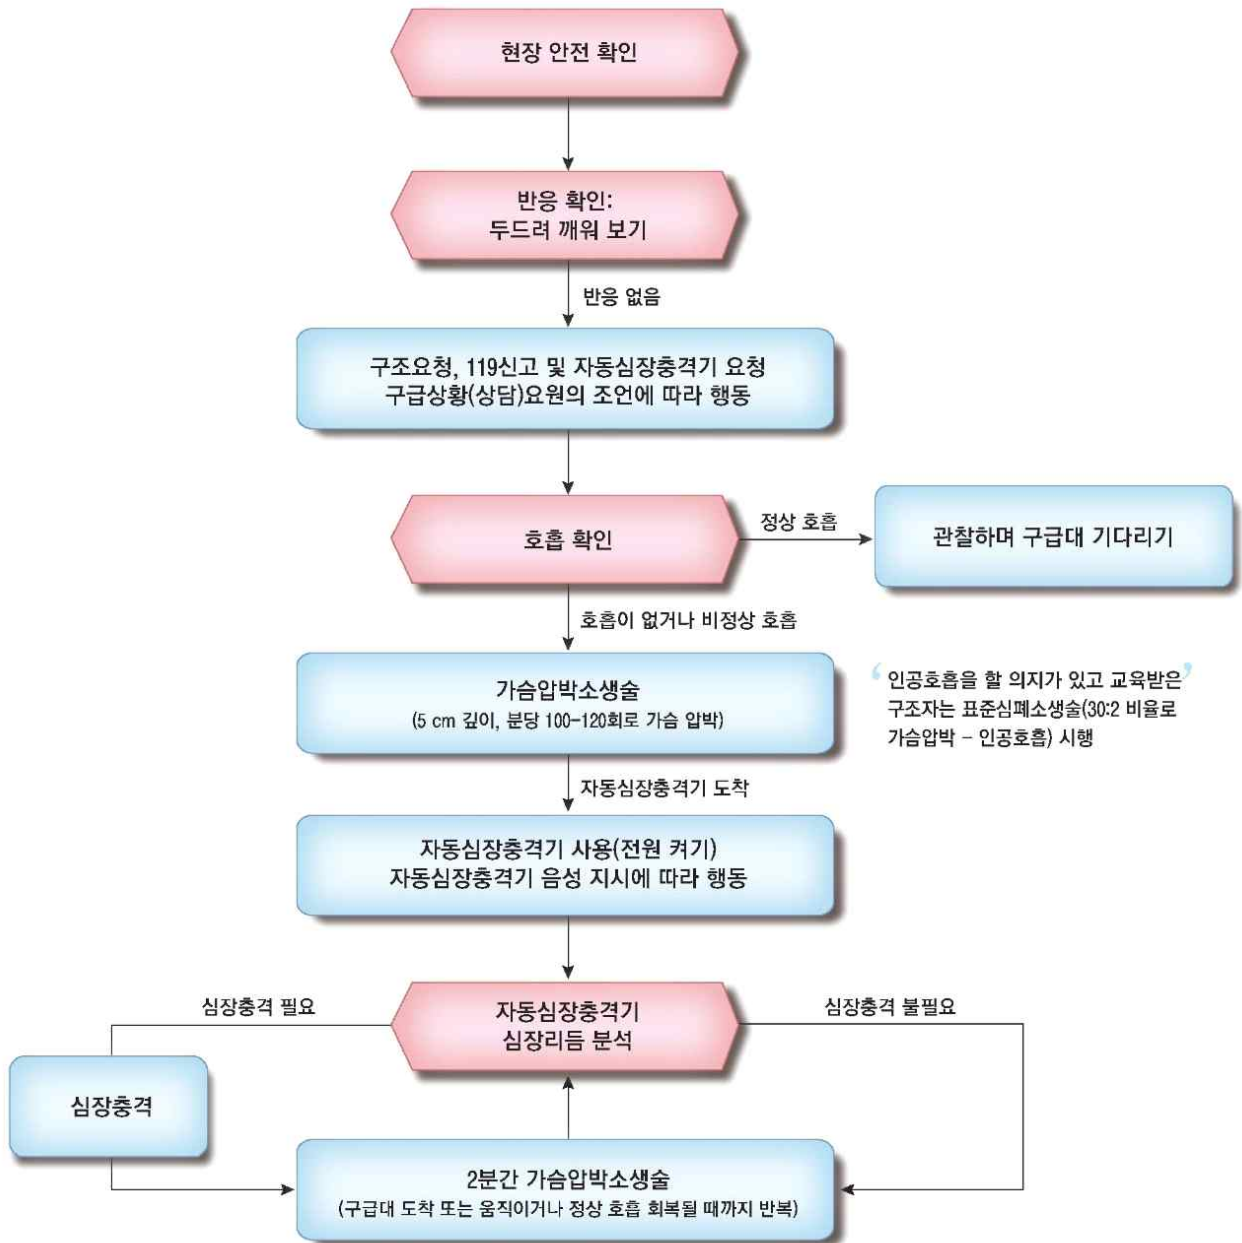 현장 안전 확인
반응 확인:
두드려 깨워 보기
반응 없음
구조요청, 119신고 및 자동심장충격기 요청
구급상황(상담)요원의 조언에 따라 행동
호흡 확인
정상 호흡
관찰하며 구급대 기다리기
호흡이 없거나 비정상 호흡
가슴압박소생술
(5 cm 깊이, 분당 100-120회로 가슴 압박)
‘인공호흡을 할 의지가 있고 교육받은’
구조자는 표준심폐소생술(30:2 비율로
가슴압박 – 인공호흡) 시행
자동심장충격기 도착
자동심장충격기 사용(전원 켜기)
자동심장충격기 음성 지시에 따라 행동
심장충격 필요
자동심장충격기
심장리듬 분석
심장충격 불필요
심장충격
2분간 가슴압박소생술
(구급대 도착 또는 움직이거나 정상 호흡 회복될 때까지 반복)